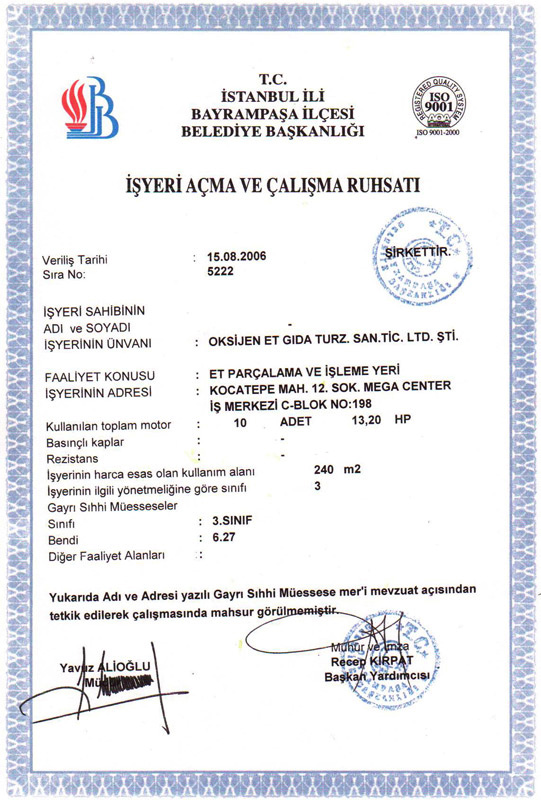 T.C.
İSTANBUL İLİ
BAYRAMPAŞA İLÇESİ
BELEDİYE BAŞKANLIĞI
REGISTERED QUALITY SYSTEM
ISO
9001
ISO 9001-2000
İŞYERİ AÇMA VE ÇALIŞMA RUHSATI
Veriliş Tarihi : 15.08.2006
Sıra No: 5222
ŞİRKETTİR.
İŞYERİ SAHİBİNİN
ADI ve SOYADI -
İŞYERİNİN ÜNVANI : OKSİJEN ET GIDA TURZ. SAN.TİC. LTD. ŞTİ.
FAALİYET KONUSU : ET PARÇALAMA VE İŞLEME YERİ
İŞYERİNİN ADRESİ : KOCATEPE MAH. 12. SOK. MEGA CENTER
İŞ MERKEZİ C-BLOK NO:198
Kullanılan toplam motor : 10 ADET 13,20 HP
Basınçlı kaplar : -
Rezistans : -
İşyerinin harca esas olan kullanım alanı 240 m2
İşyerinin ilgili yönetmeliğine göre sınıfı 3
Gayrı Sıhhi Müesseseler
Sınıfı : 3.SINIF
Bendi : 6.27
Diğer Faaliyet Alanları :
Yukarıda Adı ve Adresi yazılı Gayrı Sıhhi Müessese mer'i mevzuat açısından
tetkik edilerek çalışmasında mahsur görülmemiştir.
Mühür ve imza
Yavuz ALİOĞLU Recep KIRPAT
Başkan Yardımcısı